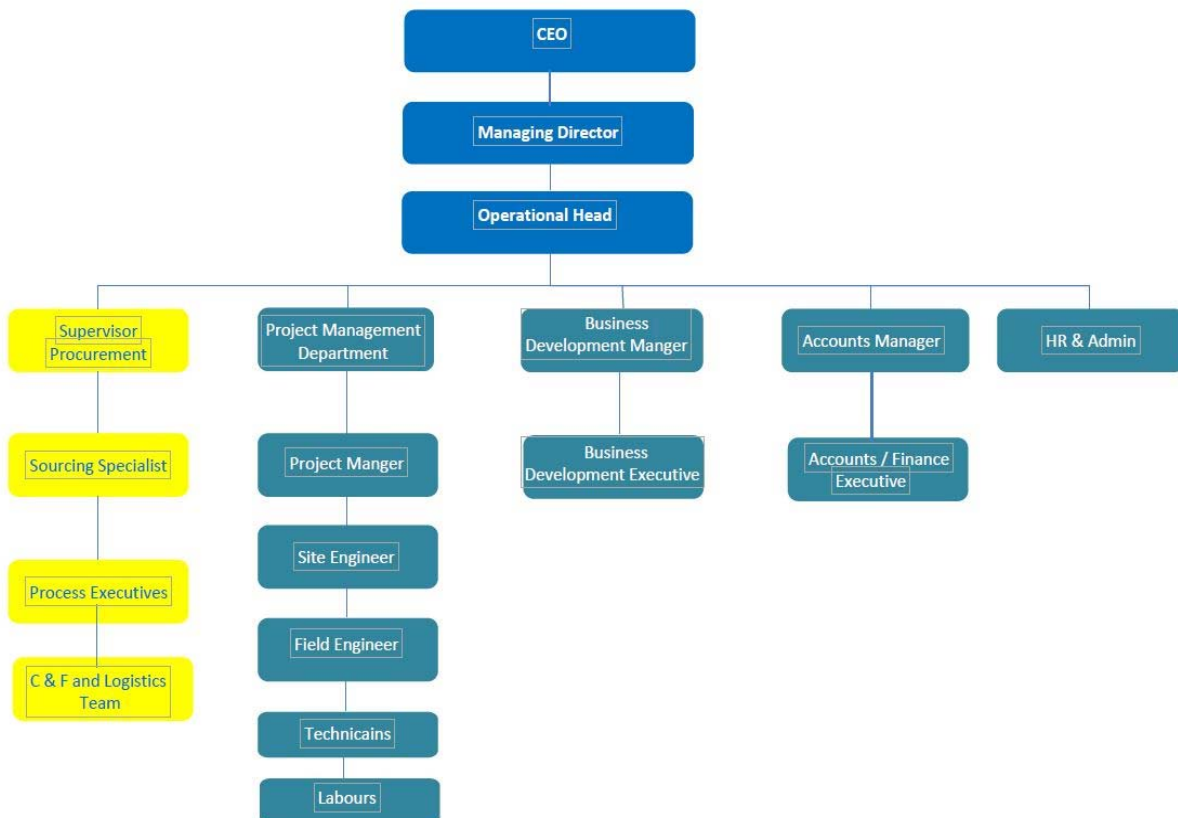 CEO
Managing Director
Operational Head
Supervisor
Procurement
Project Management
Department
Business
Development Manger
Accounts Manager
HR & Admin
Sourcing Specialist
Project Manger
Business
Development Executive
Accounts / Finance
Executive
Site Engineer
Process Executives
Field Engineer
C & F and Logistics
Team
Technicains
Labours